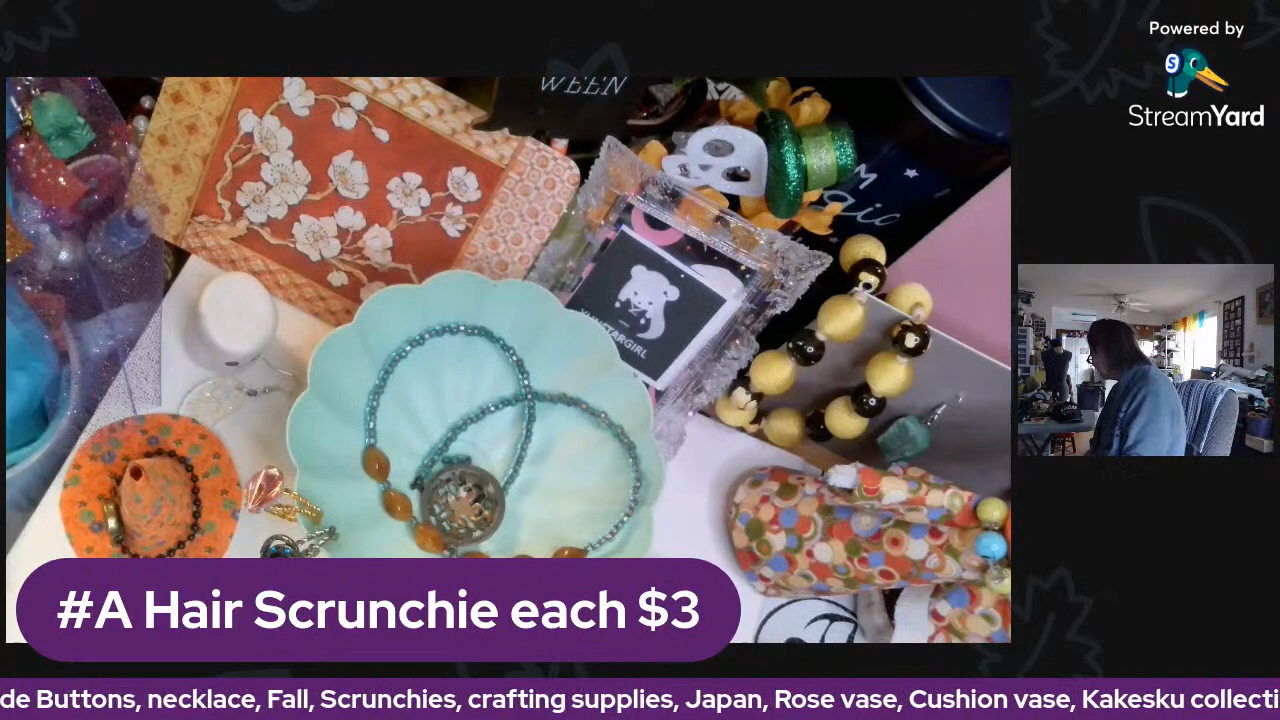 Powered by
StreamYard
WEEN
#A Hair Scrunchie each $3
de Buttons, necklace, Fall, Scrunchies, crafting supplies, Japan, Rose vase, Cushion vase, Kakesku collecti